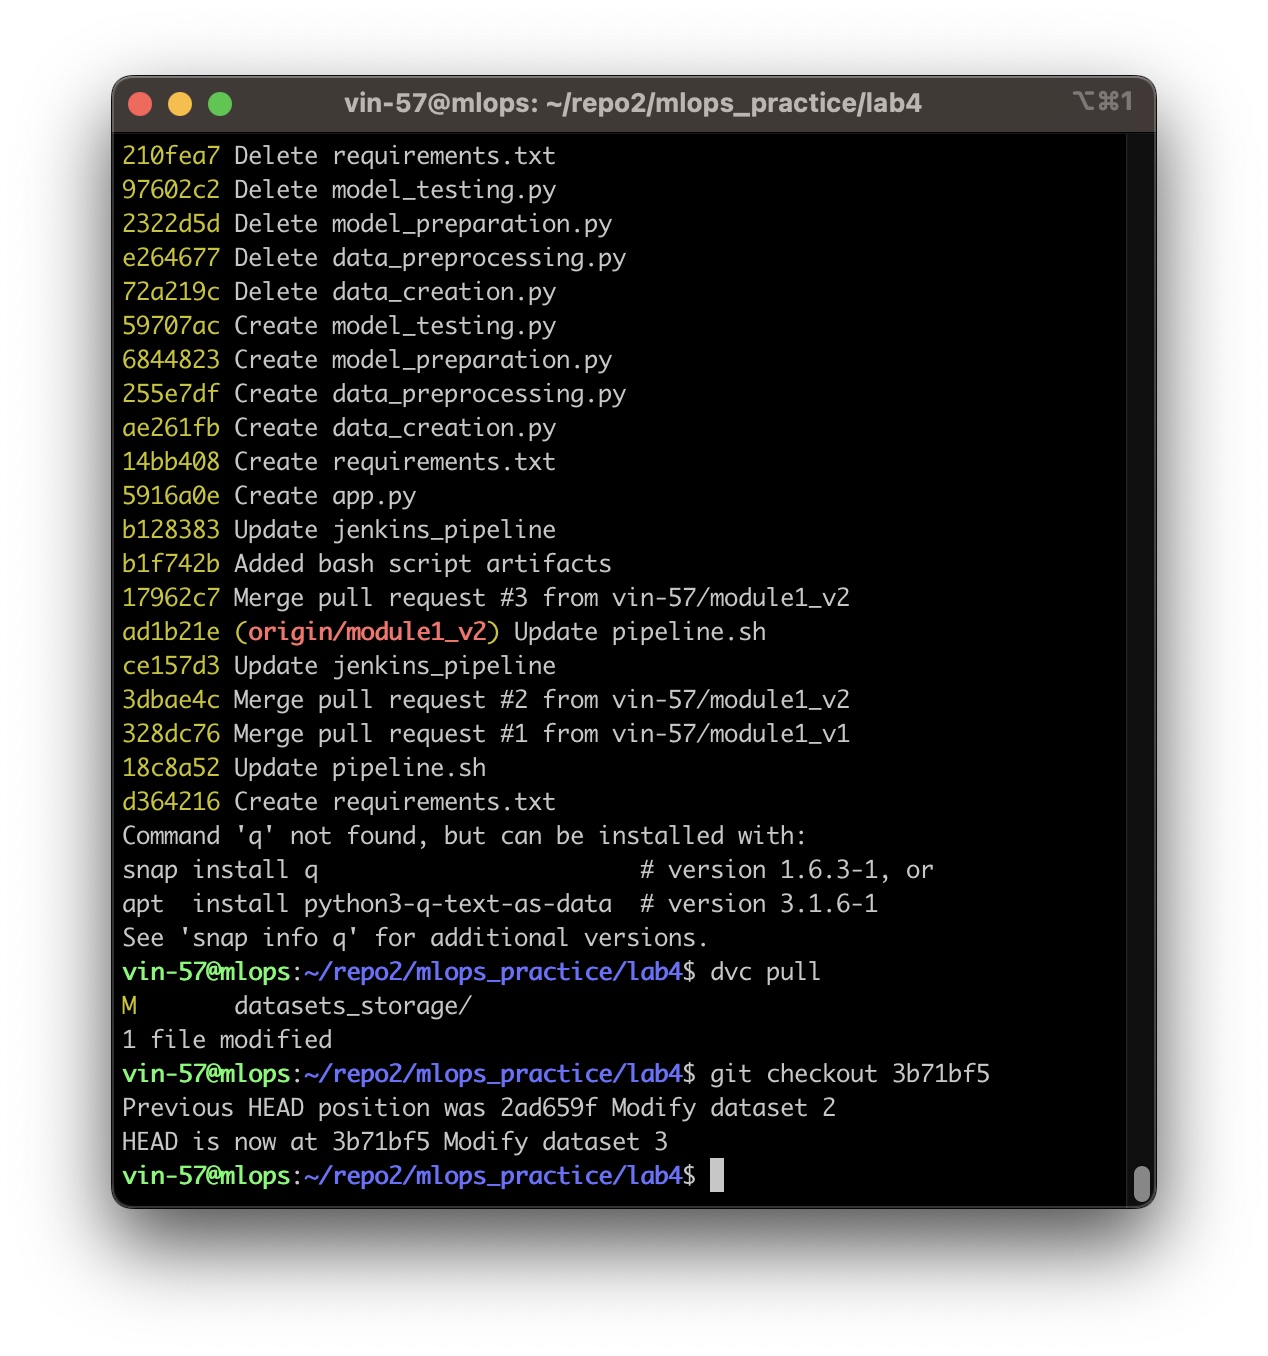 vin-57@mlops: ~/repo2/mlops_practice/lab4 ⌥⌘1
210fea7 Delete requirements.txt
97602c2 Delete model_testing.py
2322d5d Delete model_preparation.py
e264677 Delete data_preprocessing.py
72a219c Delete data_creation.py
59707ac Create model_testing.py
6844823 Create model_preparation.py
255e7df Create data_preprocessing.py
ae261fb Create data_creation.py
14bb408 Create requirements.txt
5916a0e Create app.py
b128383 Update jenkins_pipeline
b1f742b Added bash script artifacts
17962c7 Merge pull request #3 from vin-57/module1_v2
ad1b21e (origin/module1_v2) Update pipeline.sh
ce157d3 Update jenkins_pipeline
3dbae4c Merge pull request #2 from vin-57/module1_v2
328dc76 Merge pull request #1 from vin-57/module1_v1
18c8a52 Update pipeline.sh
d364216 Create requirements.txt
Command 'q' not found, but can be installed with:
snap install q                       # version 1.6.3-1, or
apt  install python3-q-text-as-data  # version 3.1.6-1
See 'snap info q' for additional versions.
vin-57@mlops:~/repo2/mlops_practice/lab4$ dvc pull
M       datasets_storage/
1 file modified
vin-57@mlops:~/repo2/mlops_practice/lab4$ git checkout 3b71bf5
Previous HEAD position was 2ad659f Modify dataset 2
HEAD is now at 3b71bf5 Modify dataset 3
vin-57@mlops:~/repo2/mlops_practice/lab4$